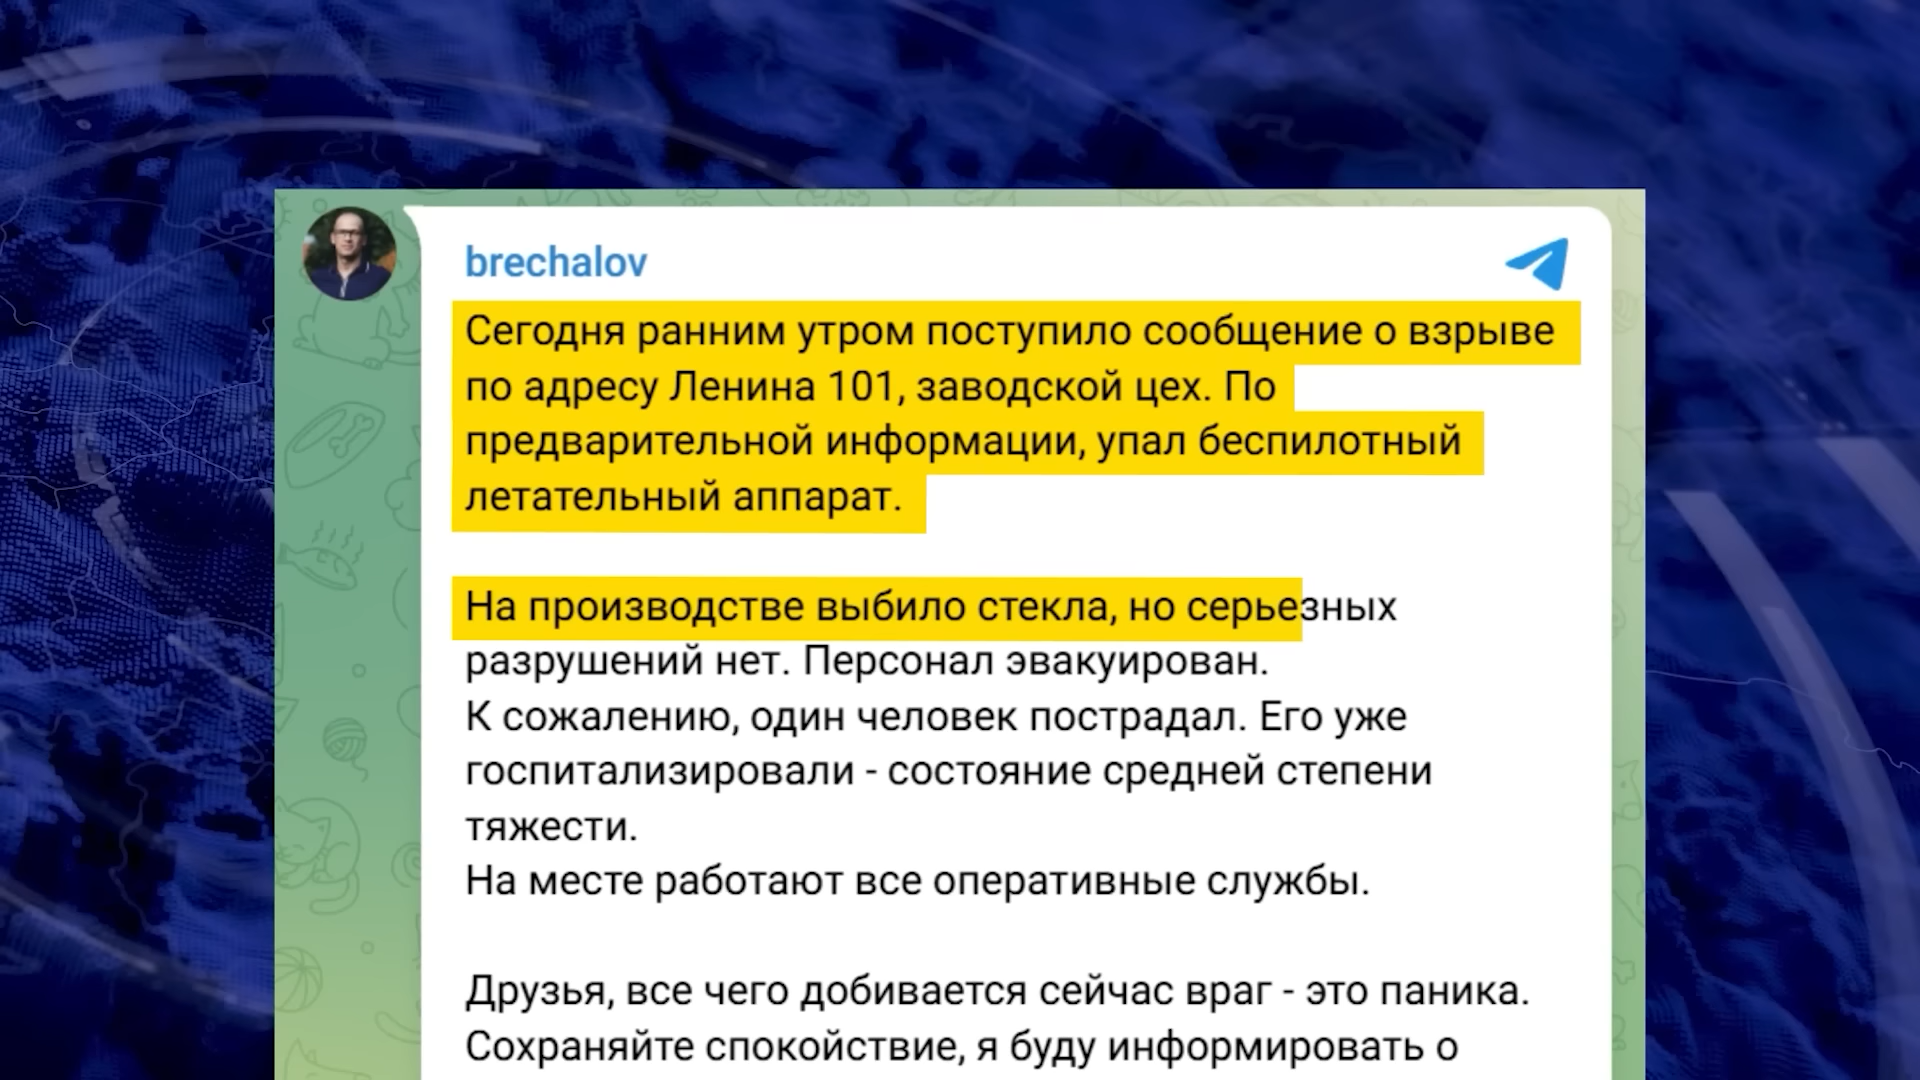 brechalov
Сегодня ранним утром поступило сообщение о взрыве
по адресу Ленина 101, заводской цех. По
предварительной информации, упал беспилотный
летательный аппарат.
На производстве выбило стекла, но серьезных
разрушений нет. Персонал эвакуирован.
К сожалению, один человек пострадал. Его уже
госпитализировали - состояние средней степени
тяжести.
На месте работают все оперативные службы.
Друзья, все чего добивается сейчас враг - это паника.
Сохраняйте спокойствие, я буду информировать о